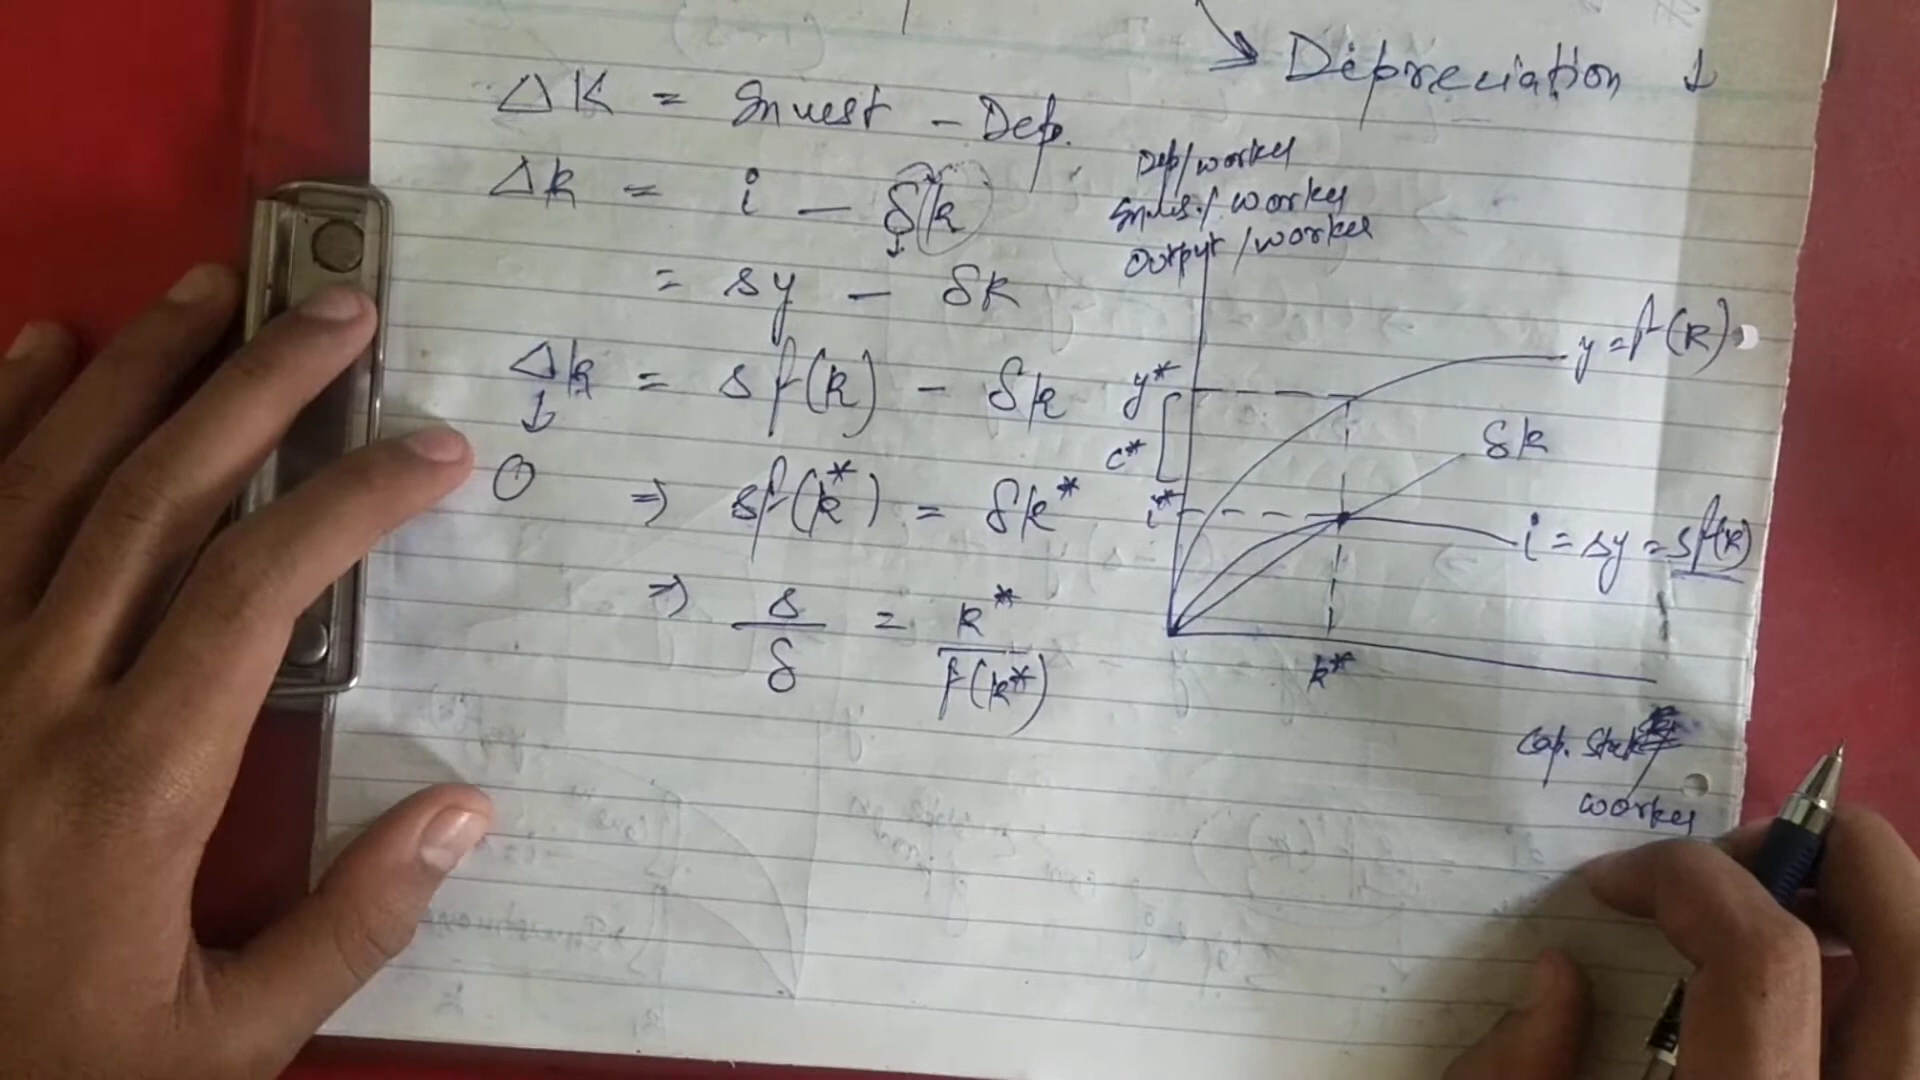 Depreciation ↓
ΔK = Invest - Dep.
Δk = i - δk
= sy - δk
Δk = sf(k) - δk
↓
0 ⇒ sf(k*) = δk*
⇒ s/δ = k*/f(k*)
Dep/worker
Inves./worker
Output/worker
y = f(k)
y*
δk
c*
i*
i = sy = sf(k)
k*
Cap. Stock/
worker